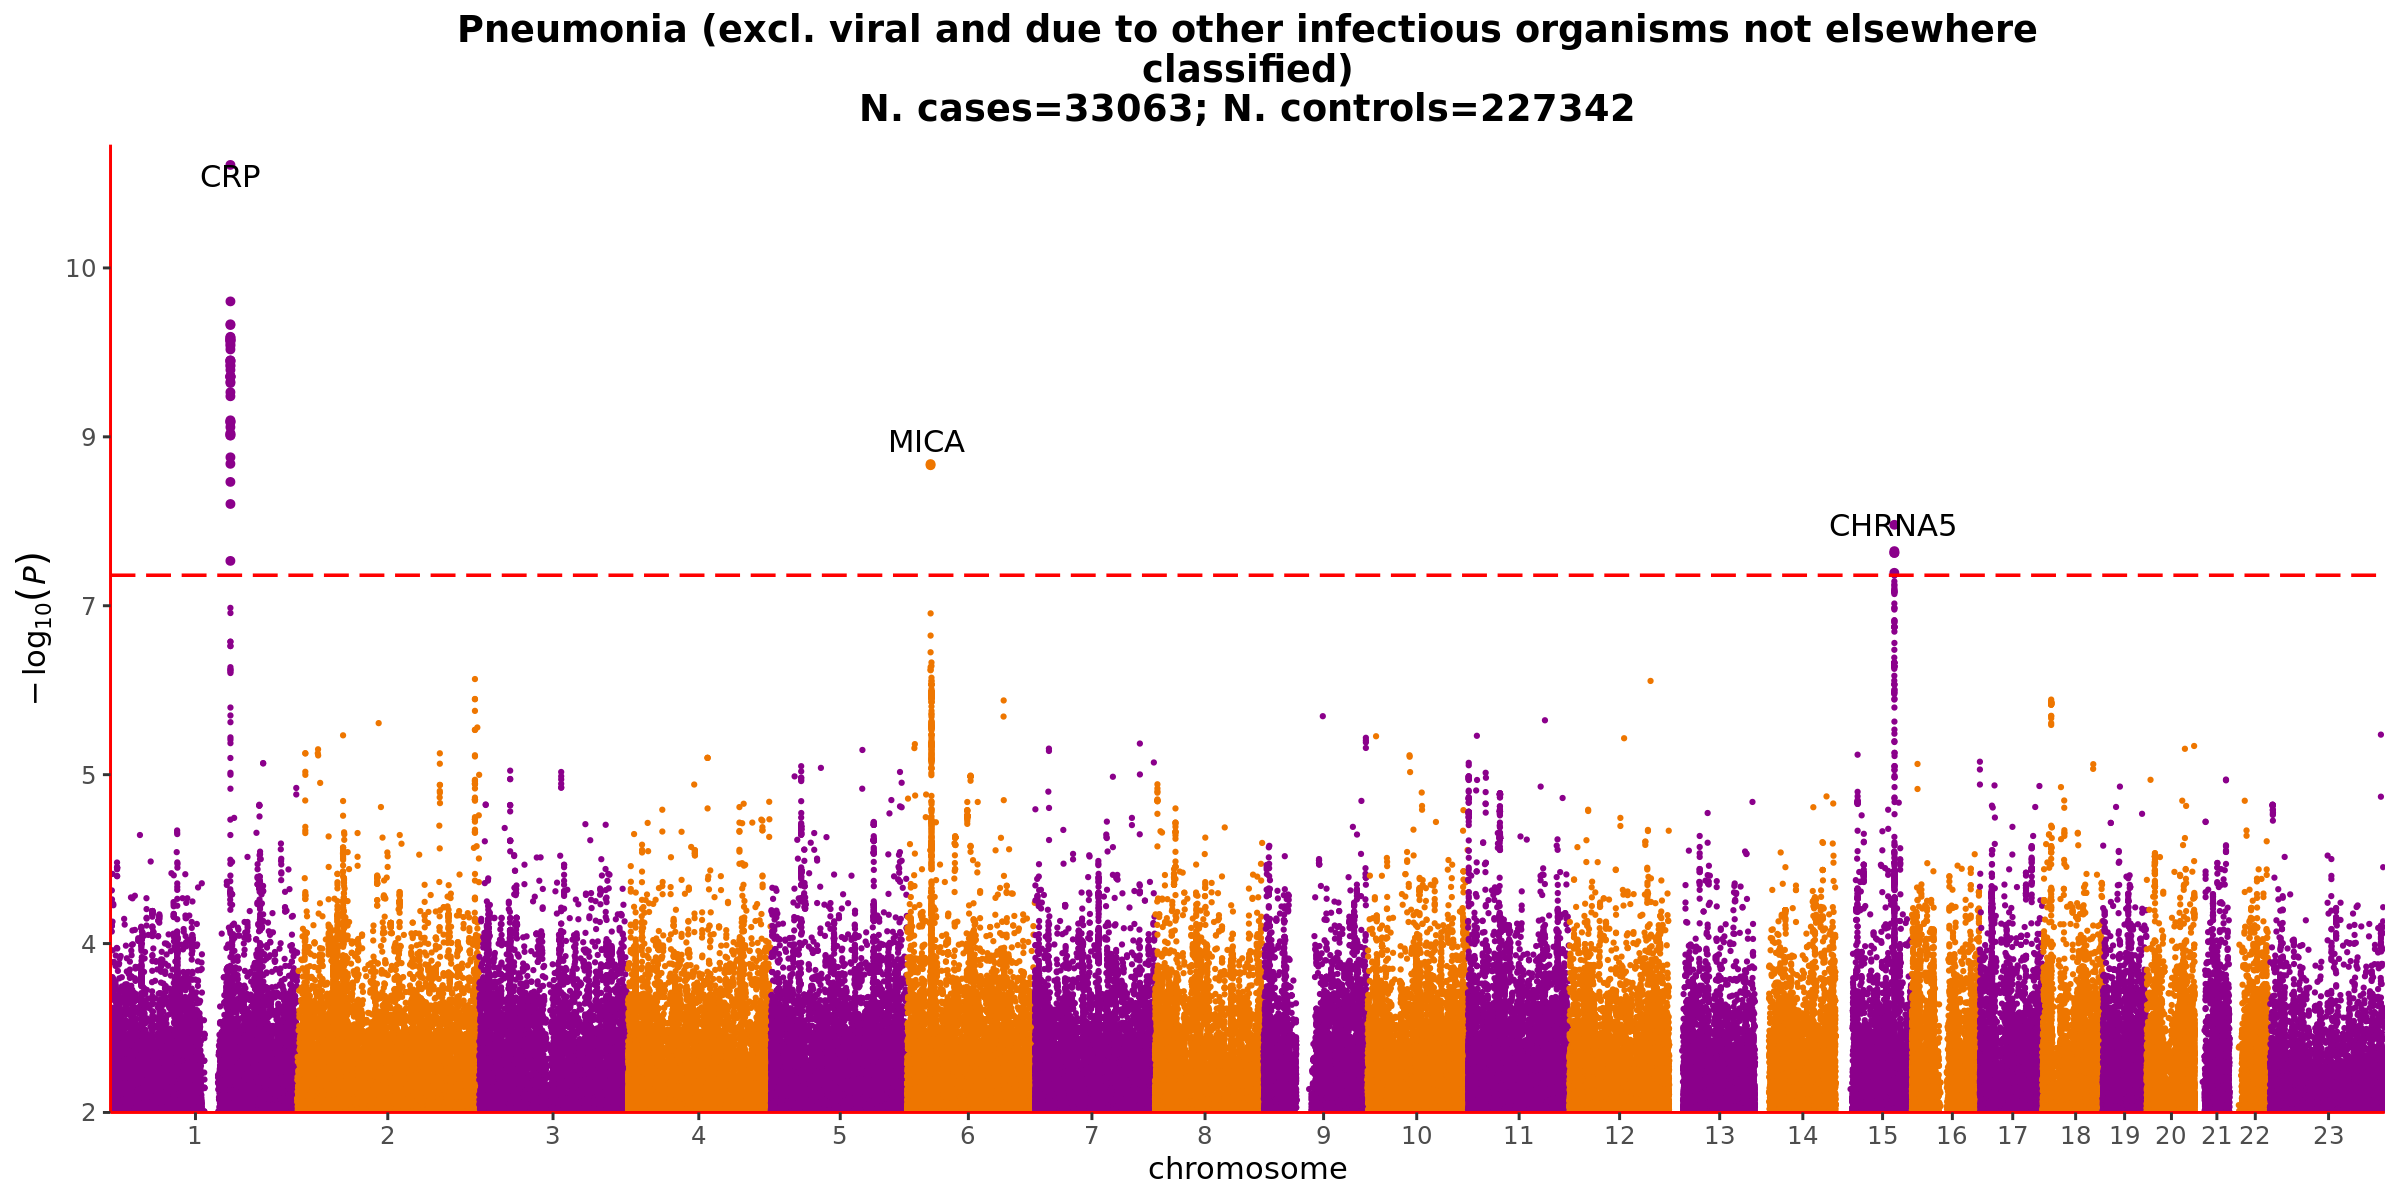 Pneumonia (excl. viral and due to other infectious organisms not elsewhere
classified)
N. cases=33063; N. controls=227342
CRP
10
9
MICA
CHRNA5
7
−log10(P)
5
4
2
1 2 3 4 5 6 7 8 9 10 11 12 13 14 15 16 17 18 19 20 21 22 23
chromosome